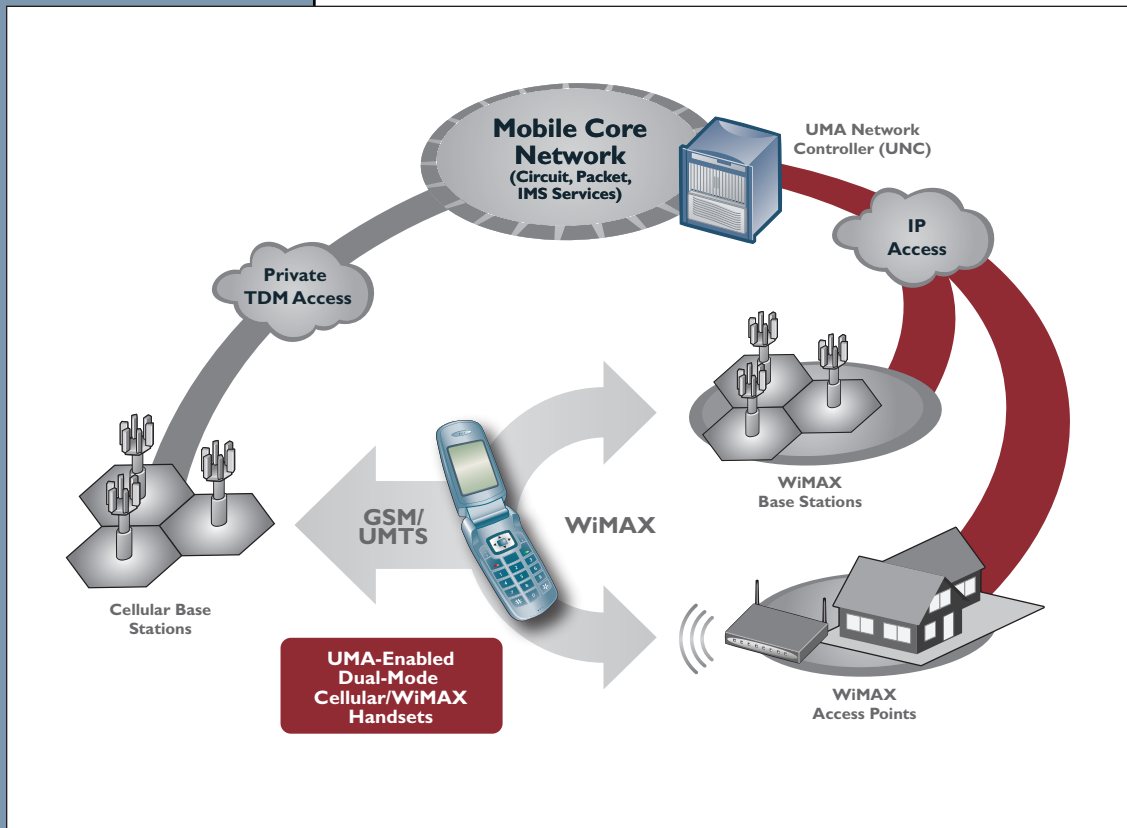 Mobile Core
Network
(Circuit, Packet,
IMS Services)
UMA Network
Controller (UNC)
IP
Access
Private
TDM Access
WiMAX
Base Stations
GSM/
UMTS
WiMAX
Cellular Base
Stations
UMA-Enabled
Dual-Mode
Cellular/WiMAX
Handsets
WiMAX
Access Points